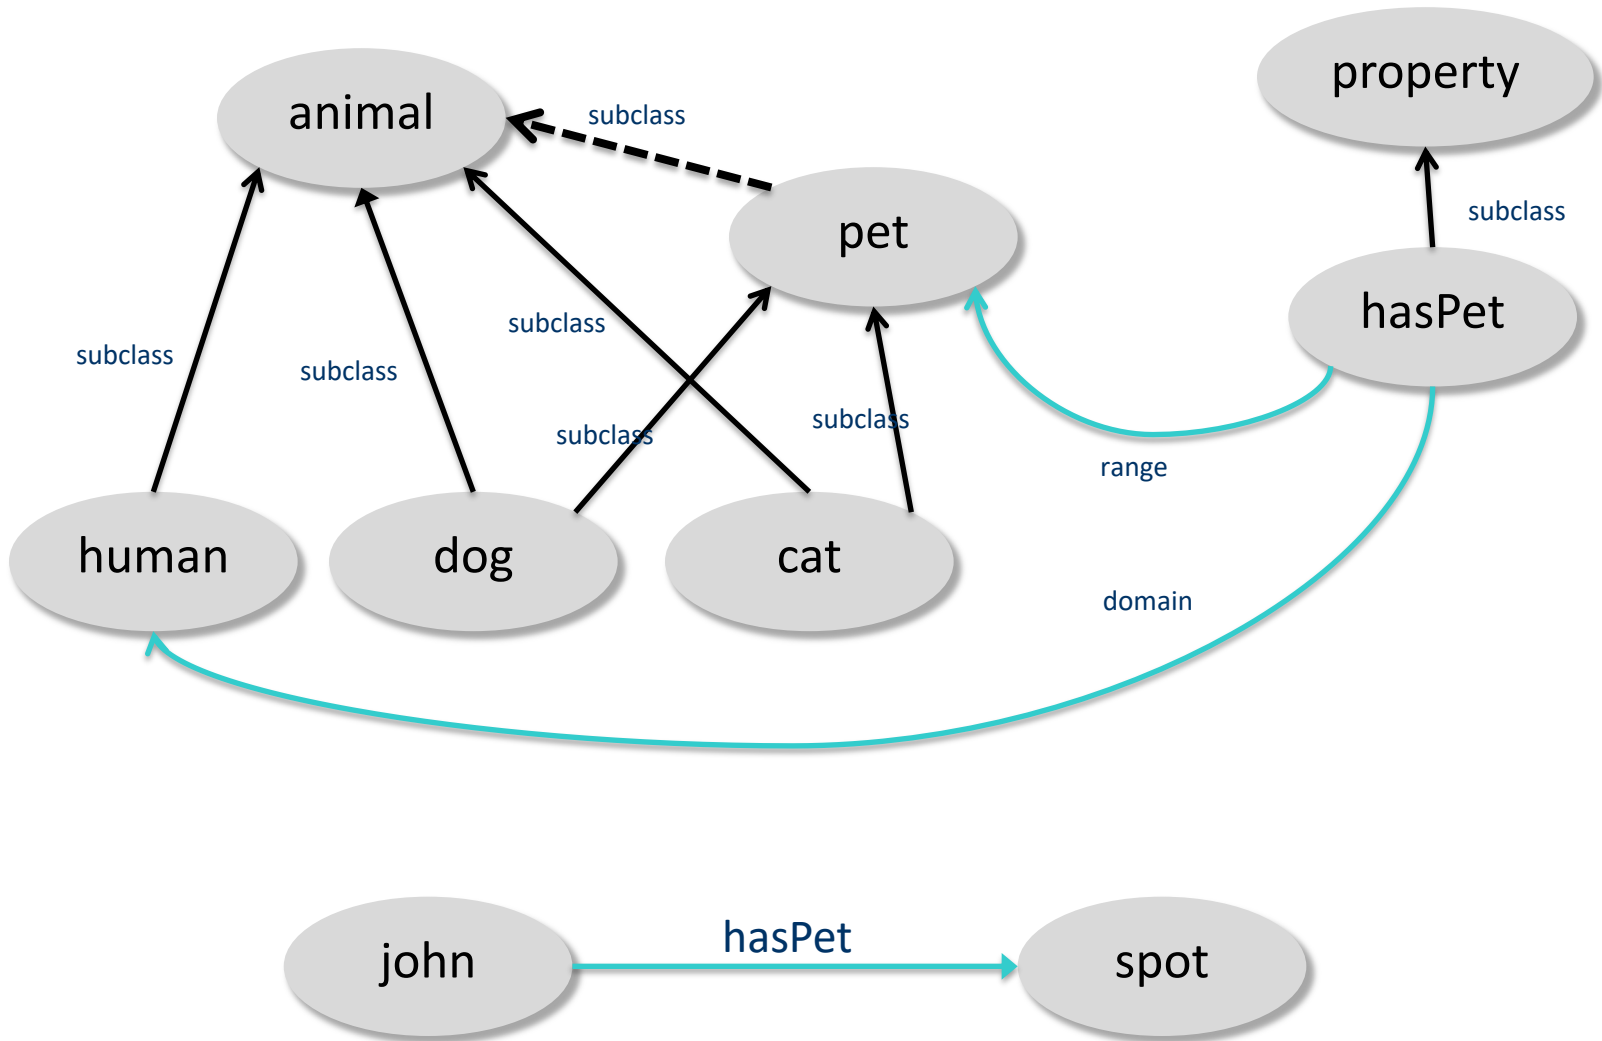 property
animal
subclass
subclass
pet
hasPet
subclass
subclass
subclass
subclass
subclass
range
human
dog
cat
domain
hasPet
john
spot